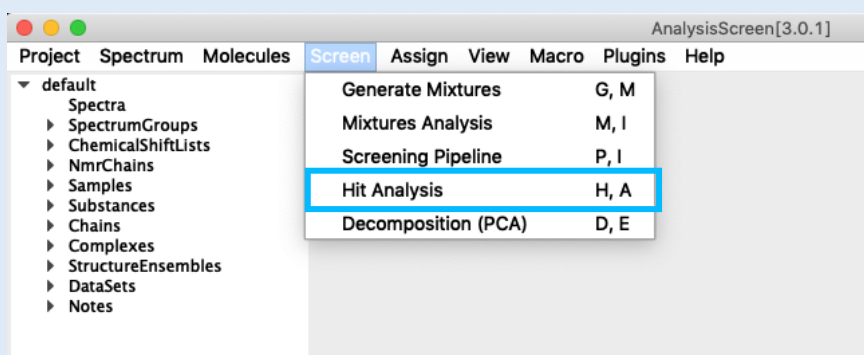 AnalysisScreen[3.0.1]
Project Spectrum Molecules Screen Assign View Macro Plugins Help
default
Spectra
SpectrumGroups
ChemicalShiftLists
NmrChains
Samples
Substances
Chains
Complexes
StructureEnsembles
DataSets
Notes
Generate Mixtures G, M
Mixtures Analysis M, I
Screening Pipeline P, I
Hit Analysis H, A
Decomposition (PCA) D, E